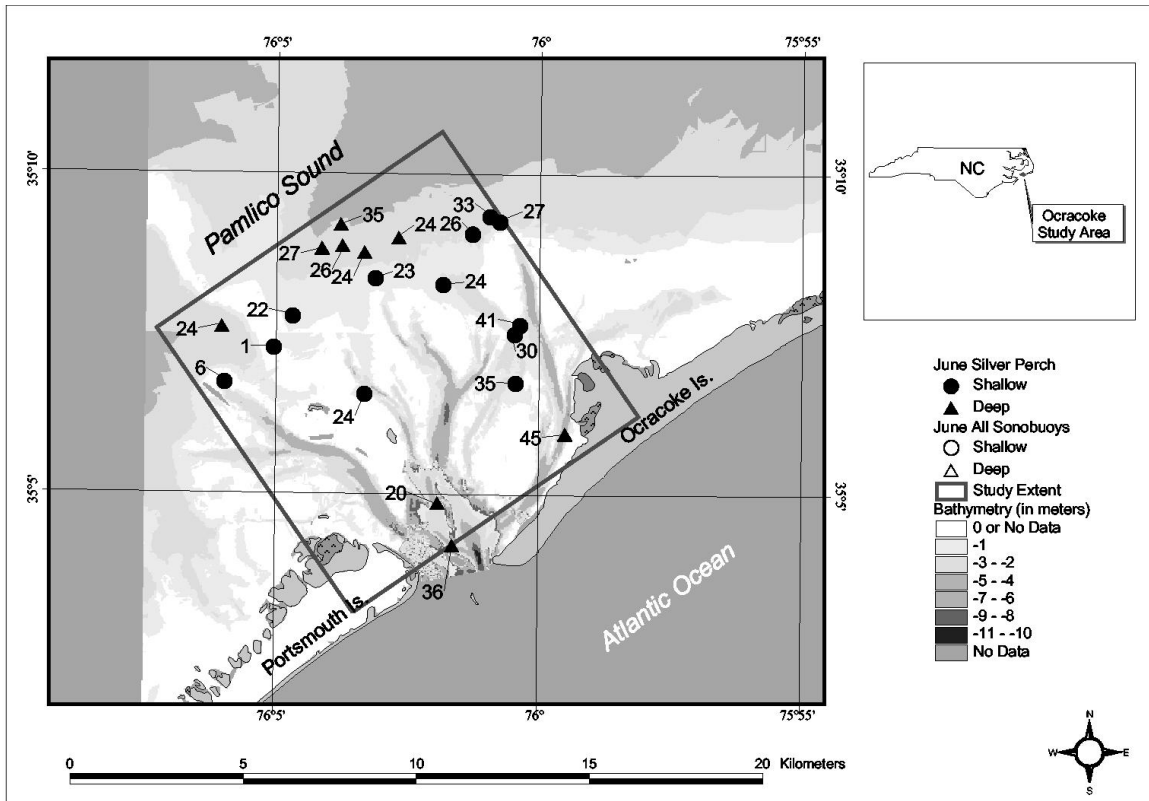 76°5'
76°
75°55'
35°10'
35°10'
Pamlico Sound
35
33
27
24
26
27
26
24
23
24
22
41
24
1
30
6
35
24
45
Ocracoke Is.
35°5'
35°5'
20
36
Portsmouth Is.
Atlantic Ocean
76°5'
76°
75°55'
0
5
10
15
20
Kilometers
NC
Ocracoke
Study Area
June Silver Perch
Shallow
Deep
June All Sonobuoys
Shallow
Deep
Study Extent
Bathymetry (in meters)
0 or No Data
-1
-3 - -2
-5 - -4
-7 - -6
-9 - -8
-11 - -10
No Data
N
W
E
S